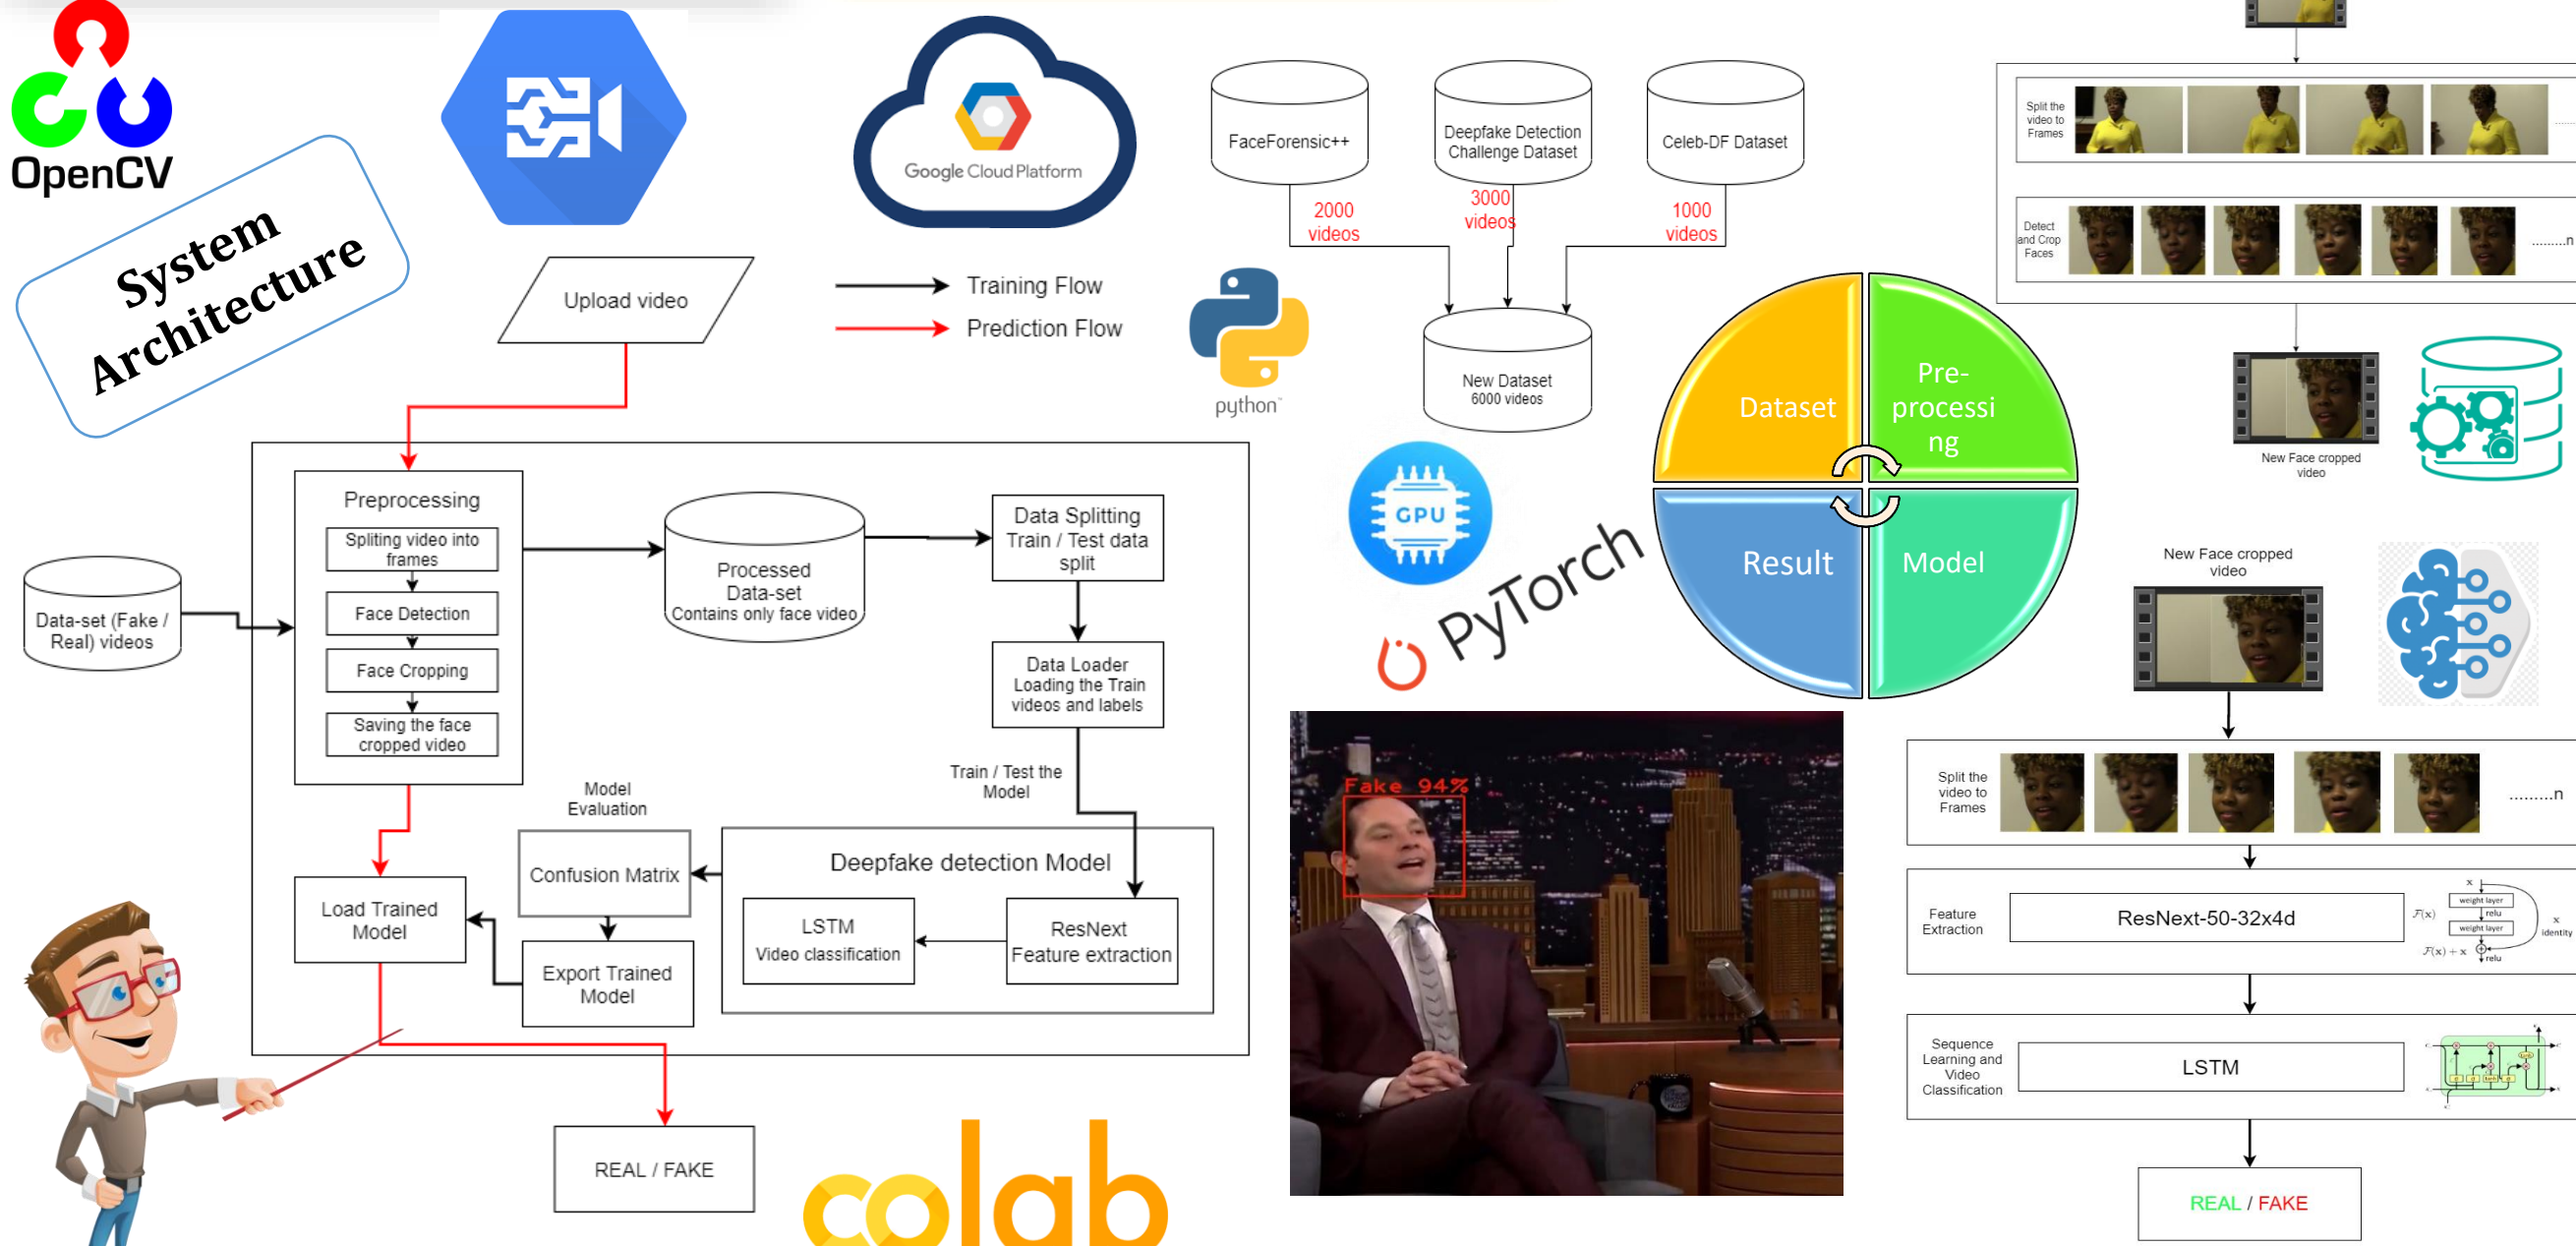 OpenCV
System
Architecture
Google Cloud Platform
Upload video
Training Flow
Prediction Flow
python
FaceForensic++
Deepfake Detection
Challenge Dataset
Celeb-DF Dataset
2000
videos
3000
videos
1000
videos
New Dataset
6000 videos
Data-set (Fake /
Real) videos
Preprocessing
Spliting video into
frames
Face Detection
Face Cropping
Saving the face
cropped video
Processed
Data-set
Contains only face video
Data Splitting
Train / Test data
split
Data Loader
Loading the Train
videos and labels
Train / Test the
Model
Model
Evaluation
Confusion Matrix
Deepfake detection Model
LSTM
Video classification
ResNext
Feature extraction
Load Trained
Model
Export Trained
Model
REAL / FAKE
colab
GPU
PyTorch
Dataset
Pre-
processi
ng
Result
Model
Fake 94%
Split the
video to
Frames
........
Detect
and Crop
Faces
.........n
New Face cropped
video
New Face cropped
video
Split the
video to
Frames
.........n
Feature
Extraction
ResNext-50-32x4d
x
weight layer
F(x)
relu
weight layer
x
identity
F(x) + x
relu
Sequence
Learning and
Video
Classification
LSTM
REAL / FAKE